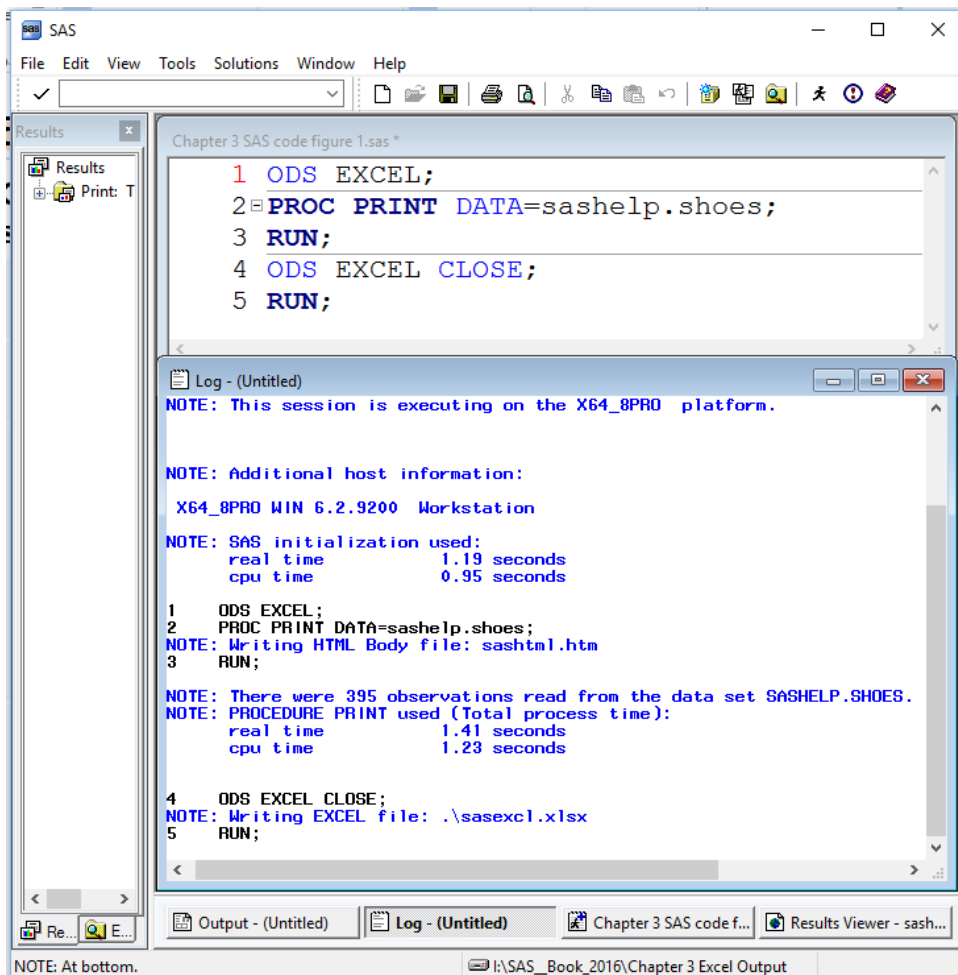 SAS
File Edit View Tools Solutions Window Help
Results
Results
Print: T
Chapter 3 SAS code figure 1.sas *
1 ODS EXCEL;
2 PROC PRINT DATA=sashelp.shoes;
3 RUN;
4 ODS EXCEL CLOSE;
5 RUN;
Log - (Untitled)
NOTE: This session is executing on the X64_8PRO platform.
NOTE: Additional host information:
X64_8PRO WIN 6.2.9200 Workstation
NOTE: SAS initialization used:
real time 1.19 seconds
cpu time 0.95 seconds
1 ODS EXCEL;
2 PROC PRINT DATA=sashelp.shoes;
NOTE: Writing HTML Body file: sashtml.htm
3 RUN;
NOTE: There were 395 observations read from the data set SASHELP.SHOES.
NOTE: PROCEDURE PRINT used (Total process time):
real time 1.41 seconds
cpu time 1.23 seconds
4 ODS EXCEL CLOSE;
NOTE: Writing EXCEL file: .\sasexcl.xlsx
5 RUN;
Re... E...
Output - (Untitled) Log - (Untitled) Chapter 3 SAS code f... Results Viewer - sash...
NOTE: At bottom. I:\SAS__Book_2016\Chapter 3 Excel Output